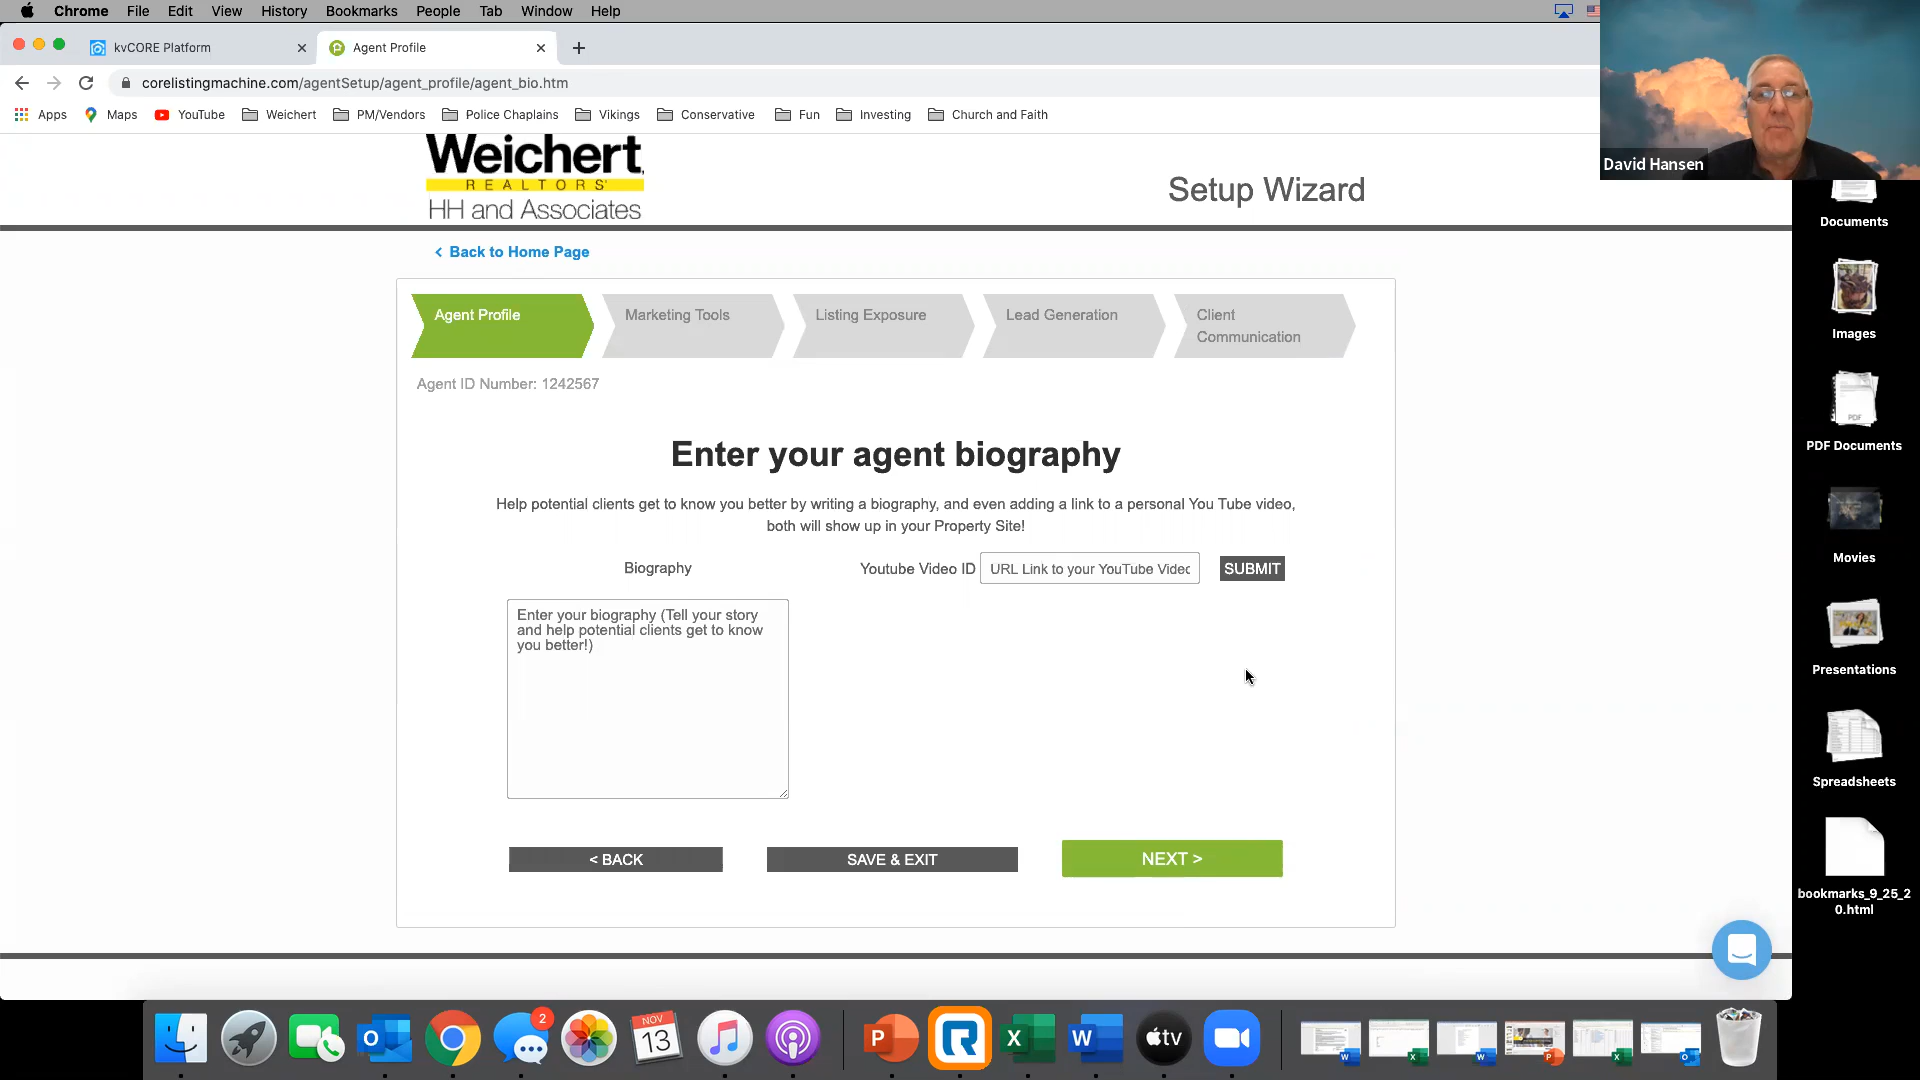 Chrome File Edit View History Bookmarks People Tab Window Help
kvCORE Platform
Agent Profile
corelistingmachine.com/agentSetup/agent_profile/agent_bio.htm
Apps Maps YouTube Weichert PM/Vendors Police Chaplains Vikings Conservative Fun Investing Church and Faith
David Hansen
Weichert
REALTORS
HH and Associates
Setup Wizard
< Back to Home Page
Agent Profile
Marketing Tools
Listing Exposure
Lead Generation
Client
Communication
Agent ID Number: 1242567
Enter your agent biography
Help potential clients get to know you better by writing a biography, and even adding a link to a personal You Tube video,
both will show up in your Property Site!
Biography
Youtube Video ID
URL Link to your YouTube Videc
SUBMIT
Enter your biography (Tell your story
and help potential clients get to know
you better!)
< BACK
SAVE & EXIT
NEXT >
Documents
Images
PDF
PDF Documents
Movies
Presentations
Spreadsheets
bookmarks_9_25_2
0.html
2
NOV
13
tv